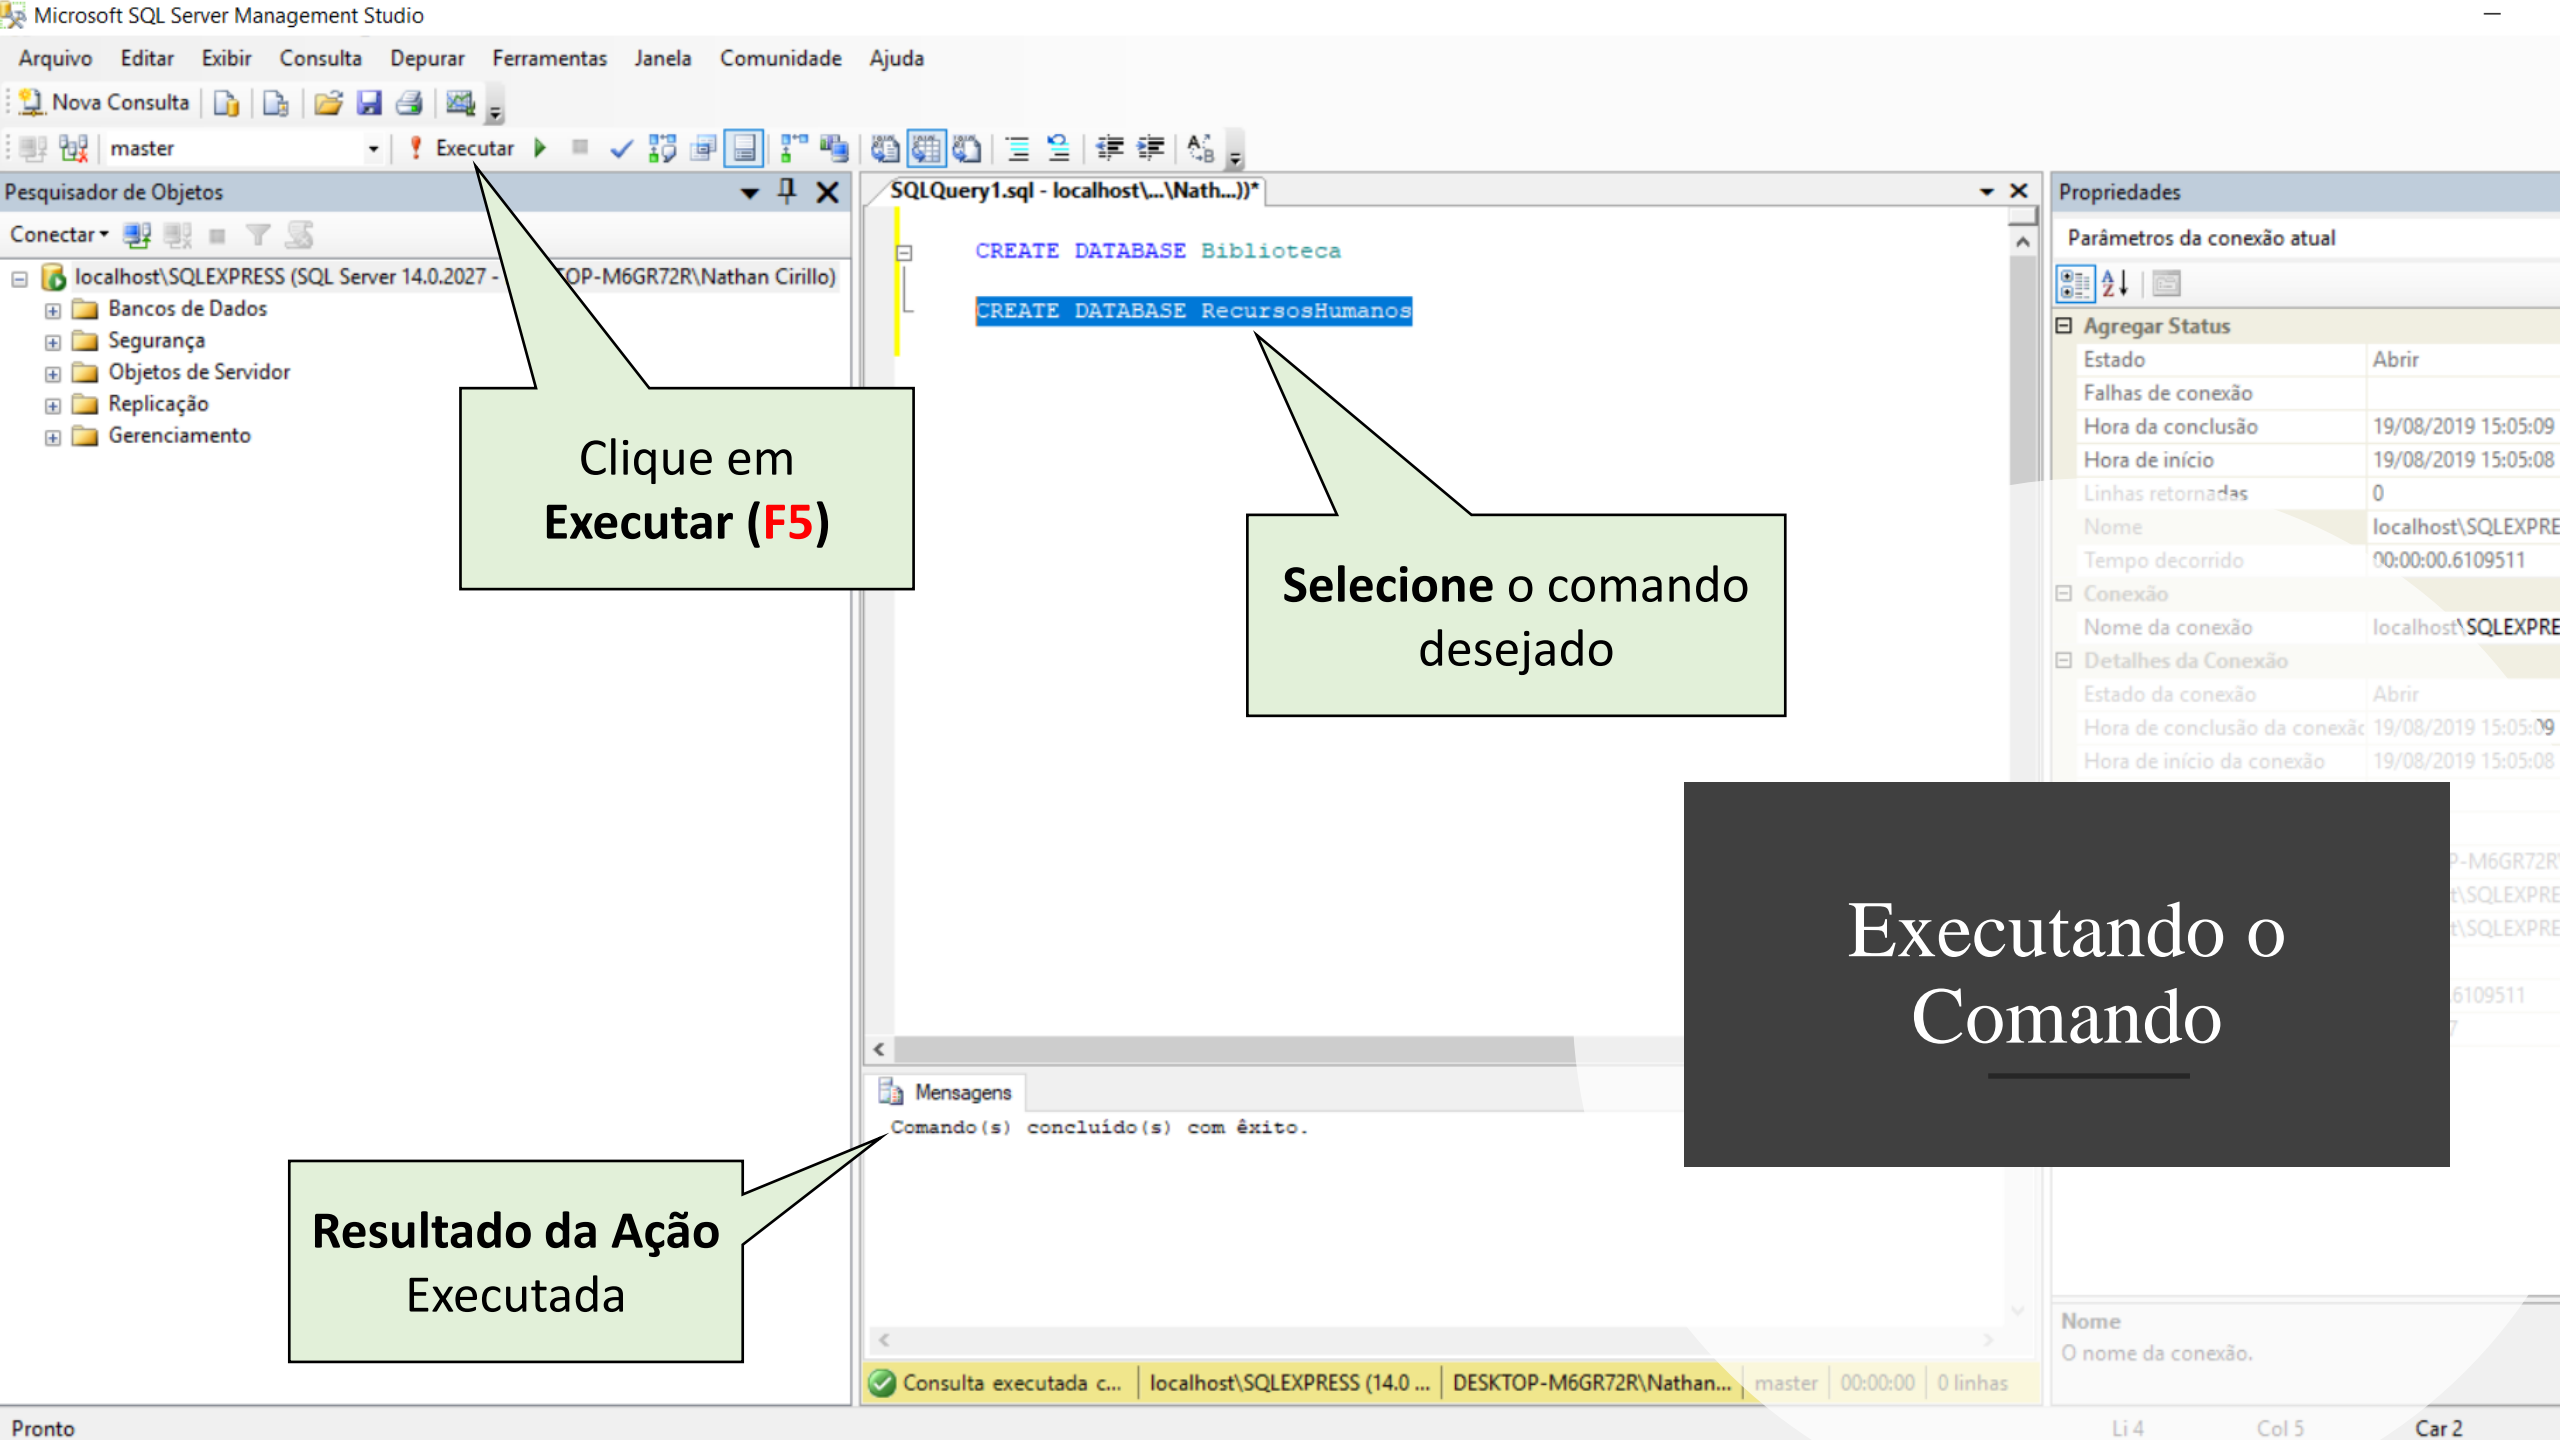 Microsoft SQL Server Management Studio
Arquivo Editar Exibir Consulta Depurar Ferramentas Janela Comunidade Ajuda
Nova Consulta
master Executar
Pesquisador de Objetos
Conectar
localhost\SQLEXPRESS (SQL Server 14.0.2027 - TOP-M6GR72R\Nathan Cirillo)
Bancos de Dados
Segurança
Objetos de Servidor
Replicação
Gerenciamento
Clique em
Executar (F5)
SQLQuery1.sql - localhost\...\Nath...))*
CREATE DATABASE Biblioteca
CREATE DATABASE RecursosHumanos
Selecione o comando
desejado
Propriedades
Parâmetros da conexão atual
Agregar Status
Estado Abrir
Falhas de conexão
Hora da conclusão 19/08/2019 15:05:09
Hora de início 19/08/2019 15:05:08
Linhas retornadas 0
Nome localhost\SQLEXPRE
Tempo decorrido 00:00:00.6109511
Conexão
Nome da conexão localhost\SQLEXPRE
Detalhes da Conexão
Estado da conexão Abrir
Hora de conclusão da conexão 19/08/2019 15:05:09
Hora de início da conexão 19/08/2019 15:05:08
P-M6GR72R\
t\SQLEXPRE
t\SQLEXPRE
.6109511
7
Executando o
Comando
Mensagens
Comando(s) concluído(s) com êxito.
Resultado da Ação
Executada
Nome
O nome da conexão.
Consulta executada c... localhost\SQLEXPRESS (14.0 ... DESKTOP-M6GR72R\Nathan... master 00:00:00 0 linhas
Pronto Li 4 Col 5 Car 2